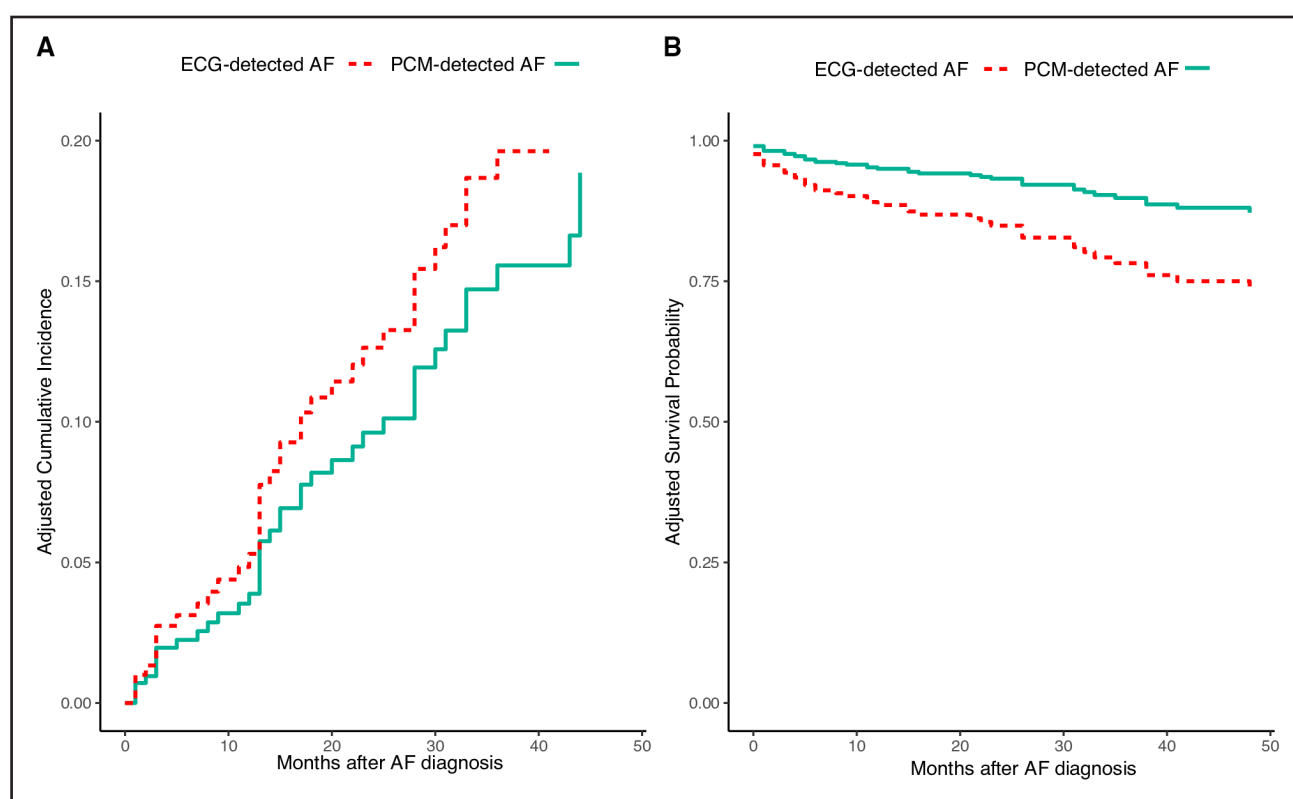 A
ECG-detected AF PCM-detected AF
Adjusted Cumulative Incidence
0.20
0.15
0.10
0.05
0.00
0 10 20 30 40 50
Months after AF diagnosis
B
ECG-detected AF PCM-detected AF
Adjusted Survival Probability
1.00
0.75
0.50
0.25
0.00
0 10 20 30 40 50
Months after AF diagnosis